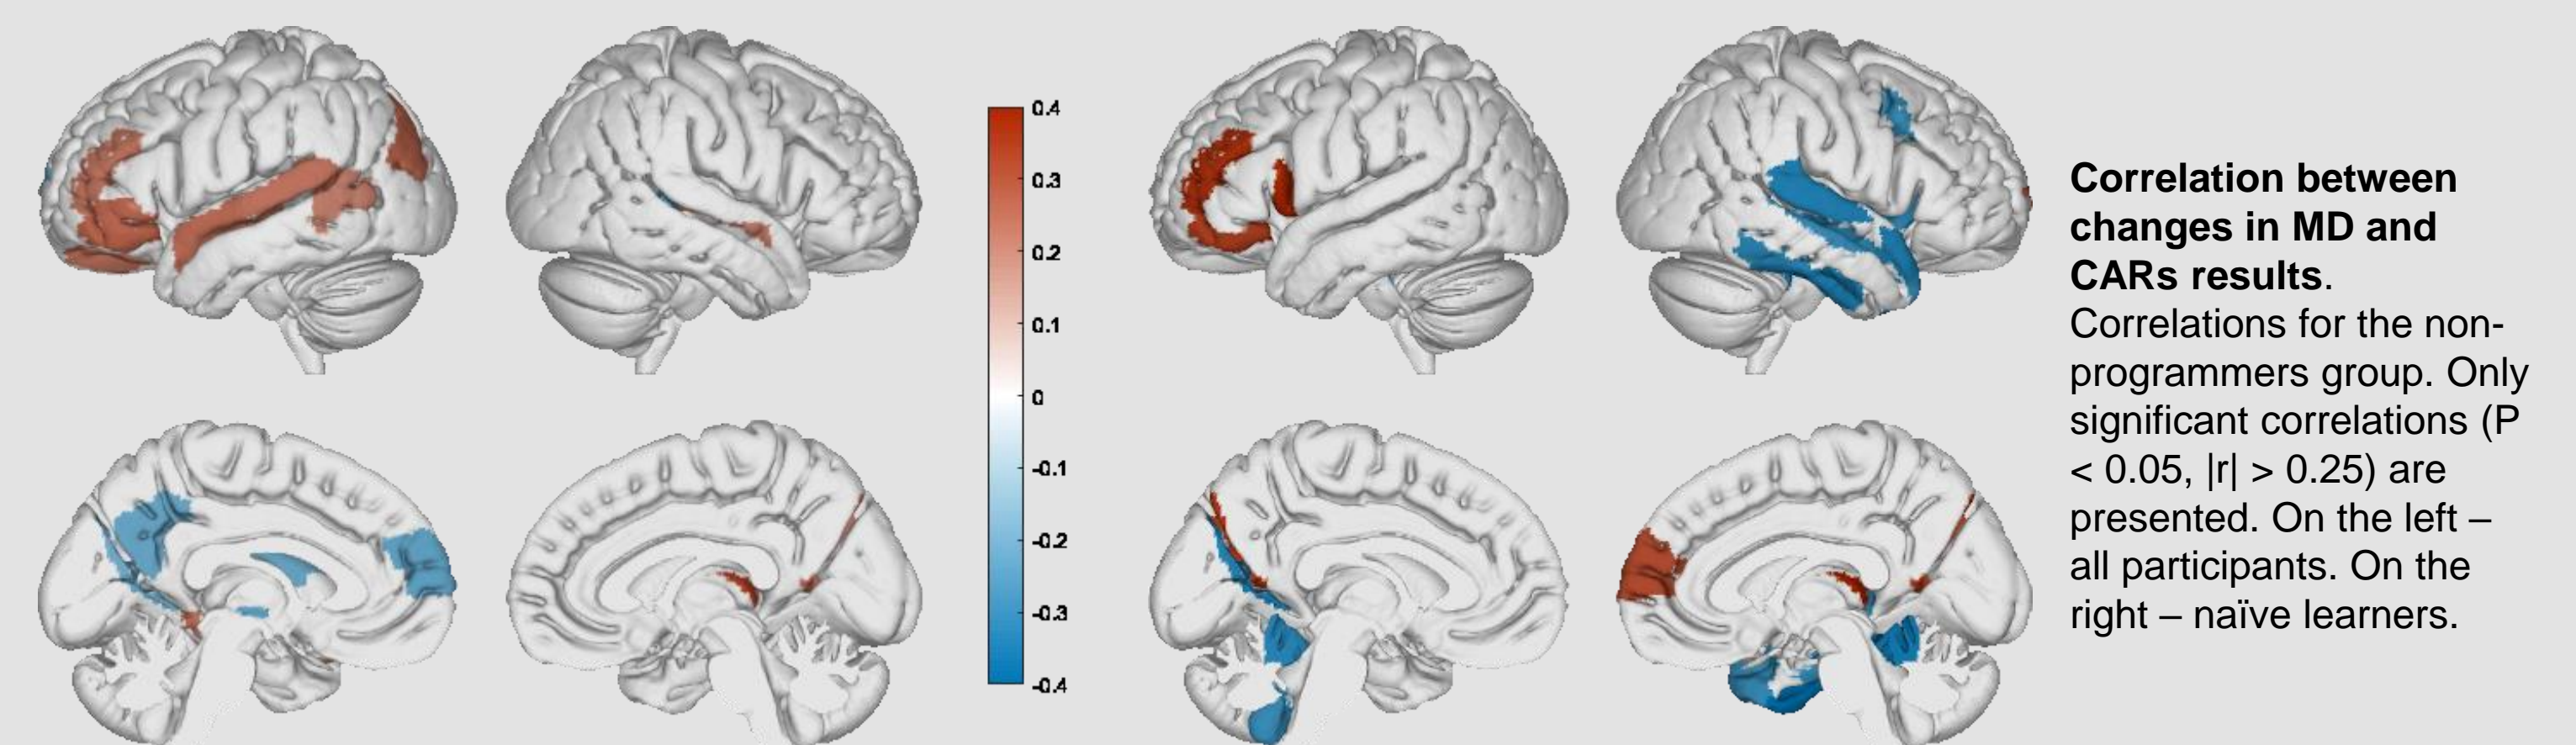 0.4
0.3
0.2
0.1
0
-0.1
-0.2
-0.3
-0.4
Correlation between
changes in MD and
CARs results.
Correlations for the non-
programmers group. Only
significant correlations (P
< 0.05, |r| > 0.25) are
presented. On the left –
all participants. On the
right – naïve learners.